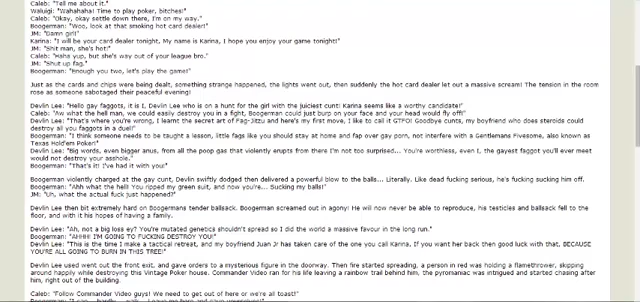 Caleb: "Tell me about it."
Waluigi: "Wahahaha! Time to play poker, bitches!"
Caleb: "Okay, okay settle down there, I'm on my way."
Boogerman: "Woo, look at that smoking hot card dealer!"
JM: "Damn girl!"
Karina: "I will be your card dealer tonight, My name is Karina, I hope you enjoy your game tonight!"
JM: "Shit man, she's hot!"
Caleb: "Haha yup, but she's way out of your league bro."
JM: "Shut up fag."
Boogerman: "Enough you two, let's play the game!"
Just as the cards and chips were being dealt, something strange happened, the lights went out, then suddenly the hot card dealer let out a massive scream! The tension in the room
rose as someone sabotaged their peaceful evening!
Devlin Lee: "Hello gay faggots, it is I, Devlin Lee who is on a hunt for the girl with the juiciest cunt! Karina seems like a worthy candidate!"
Caleb: "Aw what the hell man, we could easily destroy you in a fight, Boogerman could just burp on your face and your head would fly off!"
Devlin Lee: "That's where you're wrong, I learnt the secret art of Fag-Jitzu and here's my first move, I like to call it GTFO! Goodbye cunts, my boyfriend who does steroids could
destroy all you faggots in a duel!"
Boogerman: "I think someone needs to be taught a lesson, little fags like you should stay at home and fap over gay porn, not interfere with a Gentlemans Fivesome, also known as
Texas Hold'em Poker!"
Devlin Lee: "Big words, even bigger anus, from all the poop gas that violently erupts from there I'm not too surprised... You're worthless, even I, the gayest faggot you'll ever meet
would not destroy your asshole."
Boogerman: "That's it! I've had it with you!"
Boogerman violently charged at the gay cunt, Devlin swiftly dodged then delivered a powerful blow to the balls... Literally. Like dead fucking serious, he's fucking sucking him off.
Boogerman: "Ahh what the hell! You ripped my green suit, and now you're... Sucking my balls!"
JM: "Uh, what the actual fuck just happened?"
Devlin Lee then bit extremely hard on Boogermans tender ballsack. Boogerman screamed out in agony! He will now never be able to reproduce, his testicles and ballsack fell to the
floor, and with it his hopes of having a family.
Devlin Lee: "Ah, not a big loss ey? You're mutated genetics shouldn't spread so I did the world a massive favour in the long run."
Boogerman: "AHHH! I'M GOING TO FUCKING DESTROY YOU!"
Devlin Lee: "This is the time I make a tactical retreat, and my boyfriend Juan Jr has taken care of the one you call Karina. If you want her back then good luck with that, BECAUSE
YOU'RE ALL GOING TO BURN IN THIS TREE!"
Devlin Lee used went out the front exit, and gave orders to a mysterious figure in the doorway. Then fire started spreading, a person in red was holding a flamethrower, skipping
around happily while destroying this Vintage Poker house. Commander Video ran for his life leaving a rainbow trail behind him, the pyromaniac was intrigued and started chasing after
him, right out of the building.
Caleb: "Follow Commander Video guys! We need to get out of here or we're all toast!"